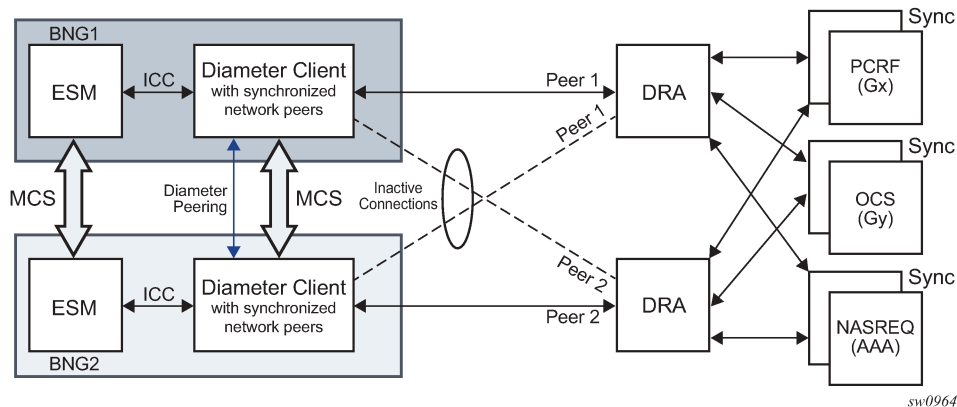 BNG1
ESM
ICC
Diameter Client
with synchronized
network peers
Peer 1
Peer 1
DRA
Sync
PCRF
(Gx)
MCS
Diameter
Peering
MCS
Inactive
Connections
Sync
OCS
(Gy)
ESM
ICC
Diameter Client
with synchronized
network peers
BNG2
Peer 2
Peer 2
DRA
Sync
NASREQ
(AAA)
sw0964